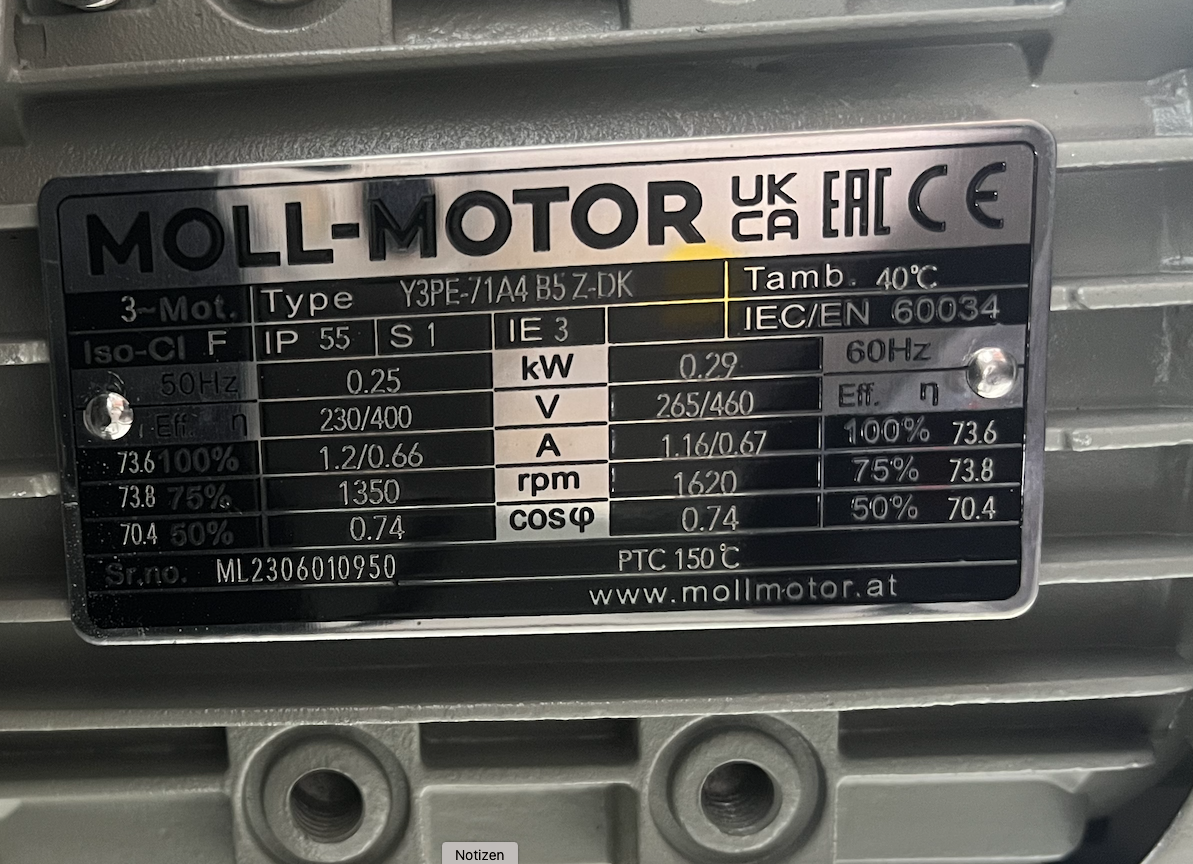 MOLL-MOTOR UK CA EAC CE
3~Mot. Type Y3PE-71A4 B5 Z-DK Tamb. 40℃
Iso-Cl F IP 55 S 1 IE 3 IEC/EN 60034
50Hz 0.25 kW 0.29 60Hz
Eff. η 230/400 V 265/460 Eff. η
73.6 100% 1.2/0.66 A 1.16/0.67 100% 73.6
73.8 75% 1350 rpm 1620 75% 73.8
70.4 50% 0.74 cosφ 0.74 50% 70.4
Sr.no. ML2306010950 PTC 150℃
www.mollmotor.at
Notizen